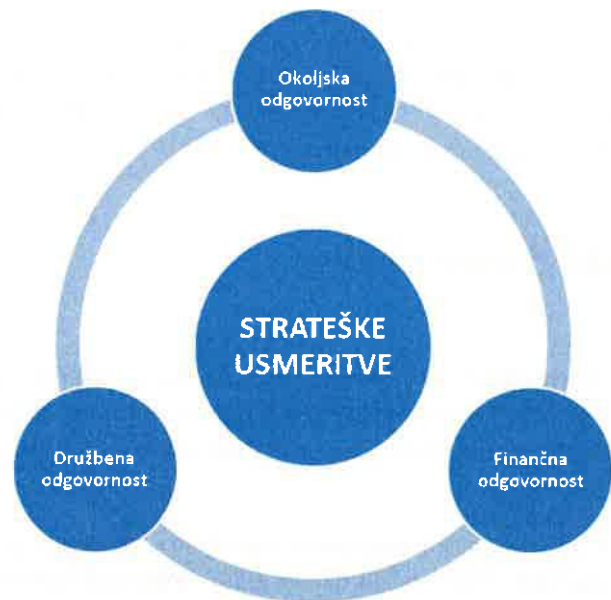 Okoljska
odgovornost
STRATEŠKE
USMERITVE
Družbena
odgovornost
Finančna
odgovornost